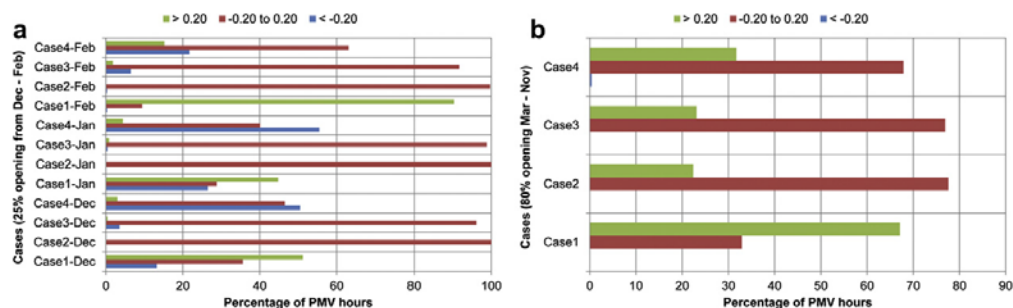 a
> 0.20 -0.20 to 0.20 < -0.20
Cases (25% opening from Dec - Feb)
Case4-Feb
Case3-Feb
Case2-Feb
Case1-Feb
Case4-Jan
Case3-Jan
Case2-Jan
Case1-Jan
Case4-Dec
Case3-Dec
Case2-Dec
Case1-Dec
0 20 40 60 80 100
Percentage of PMV hours
b
> 0.20 -0.20 to 0.20 < -0.20
Cases (80% opening Mar - Nov)
Case4
Case3
Case2
Case1
0 10 20 30 40 50 60 70 80 90
Percentage of PMV hours